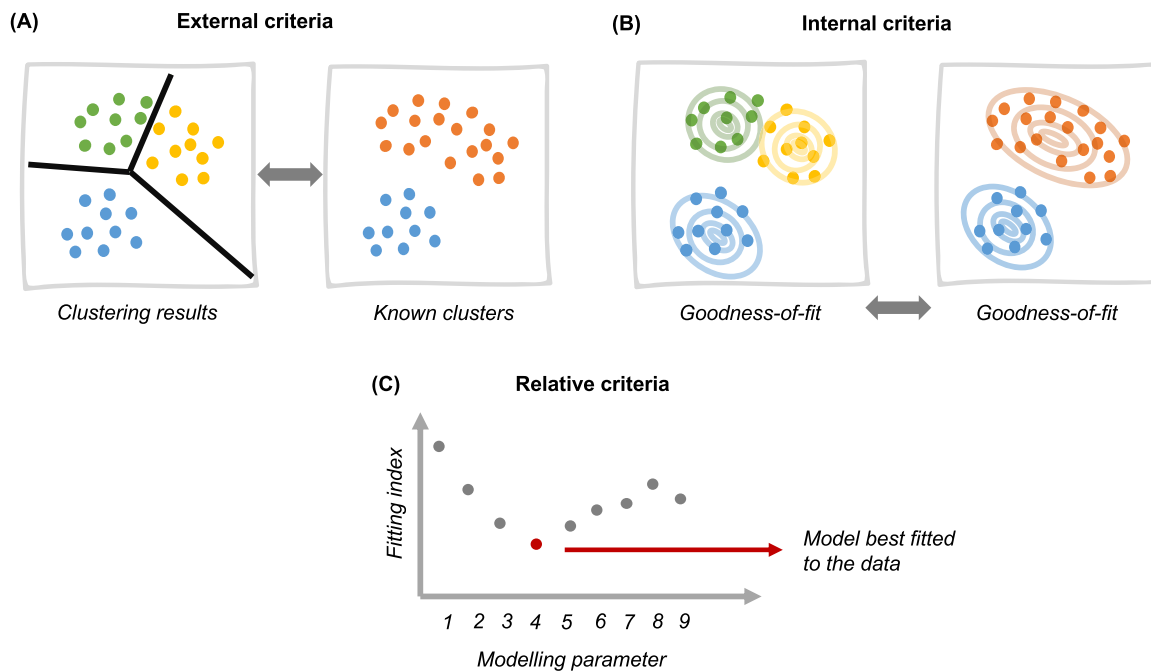 (A) External criteria
Clustering results
Known clusters
(B) Internal criteria
Goodness-of-fit
Goodness-of-fit
(C) Relative criteria
Fitting index
Model best fitted
to the data
1 2 3 4 5 6 7 8 9
Modelling parameter